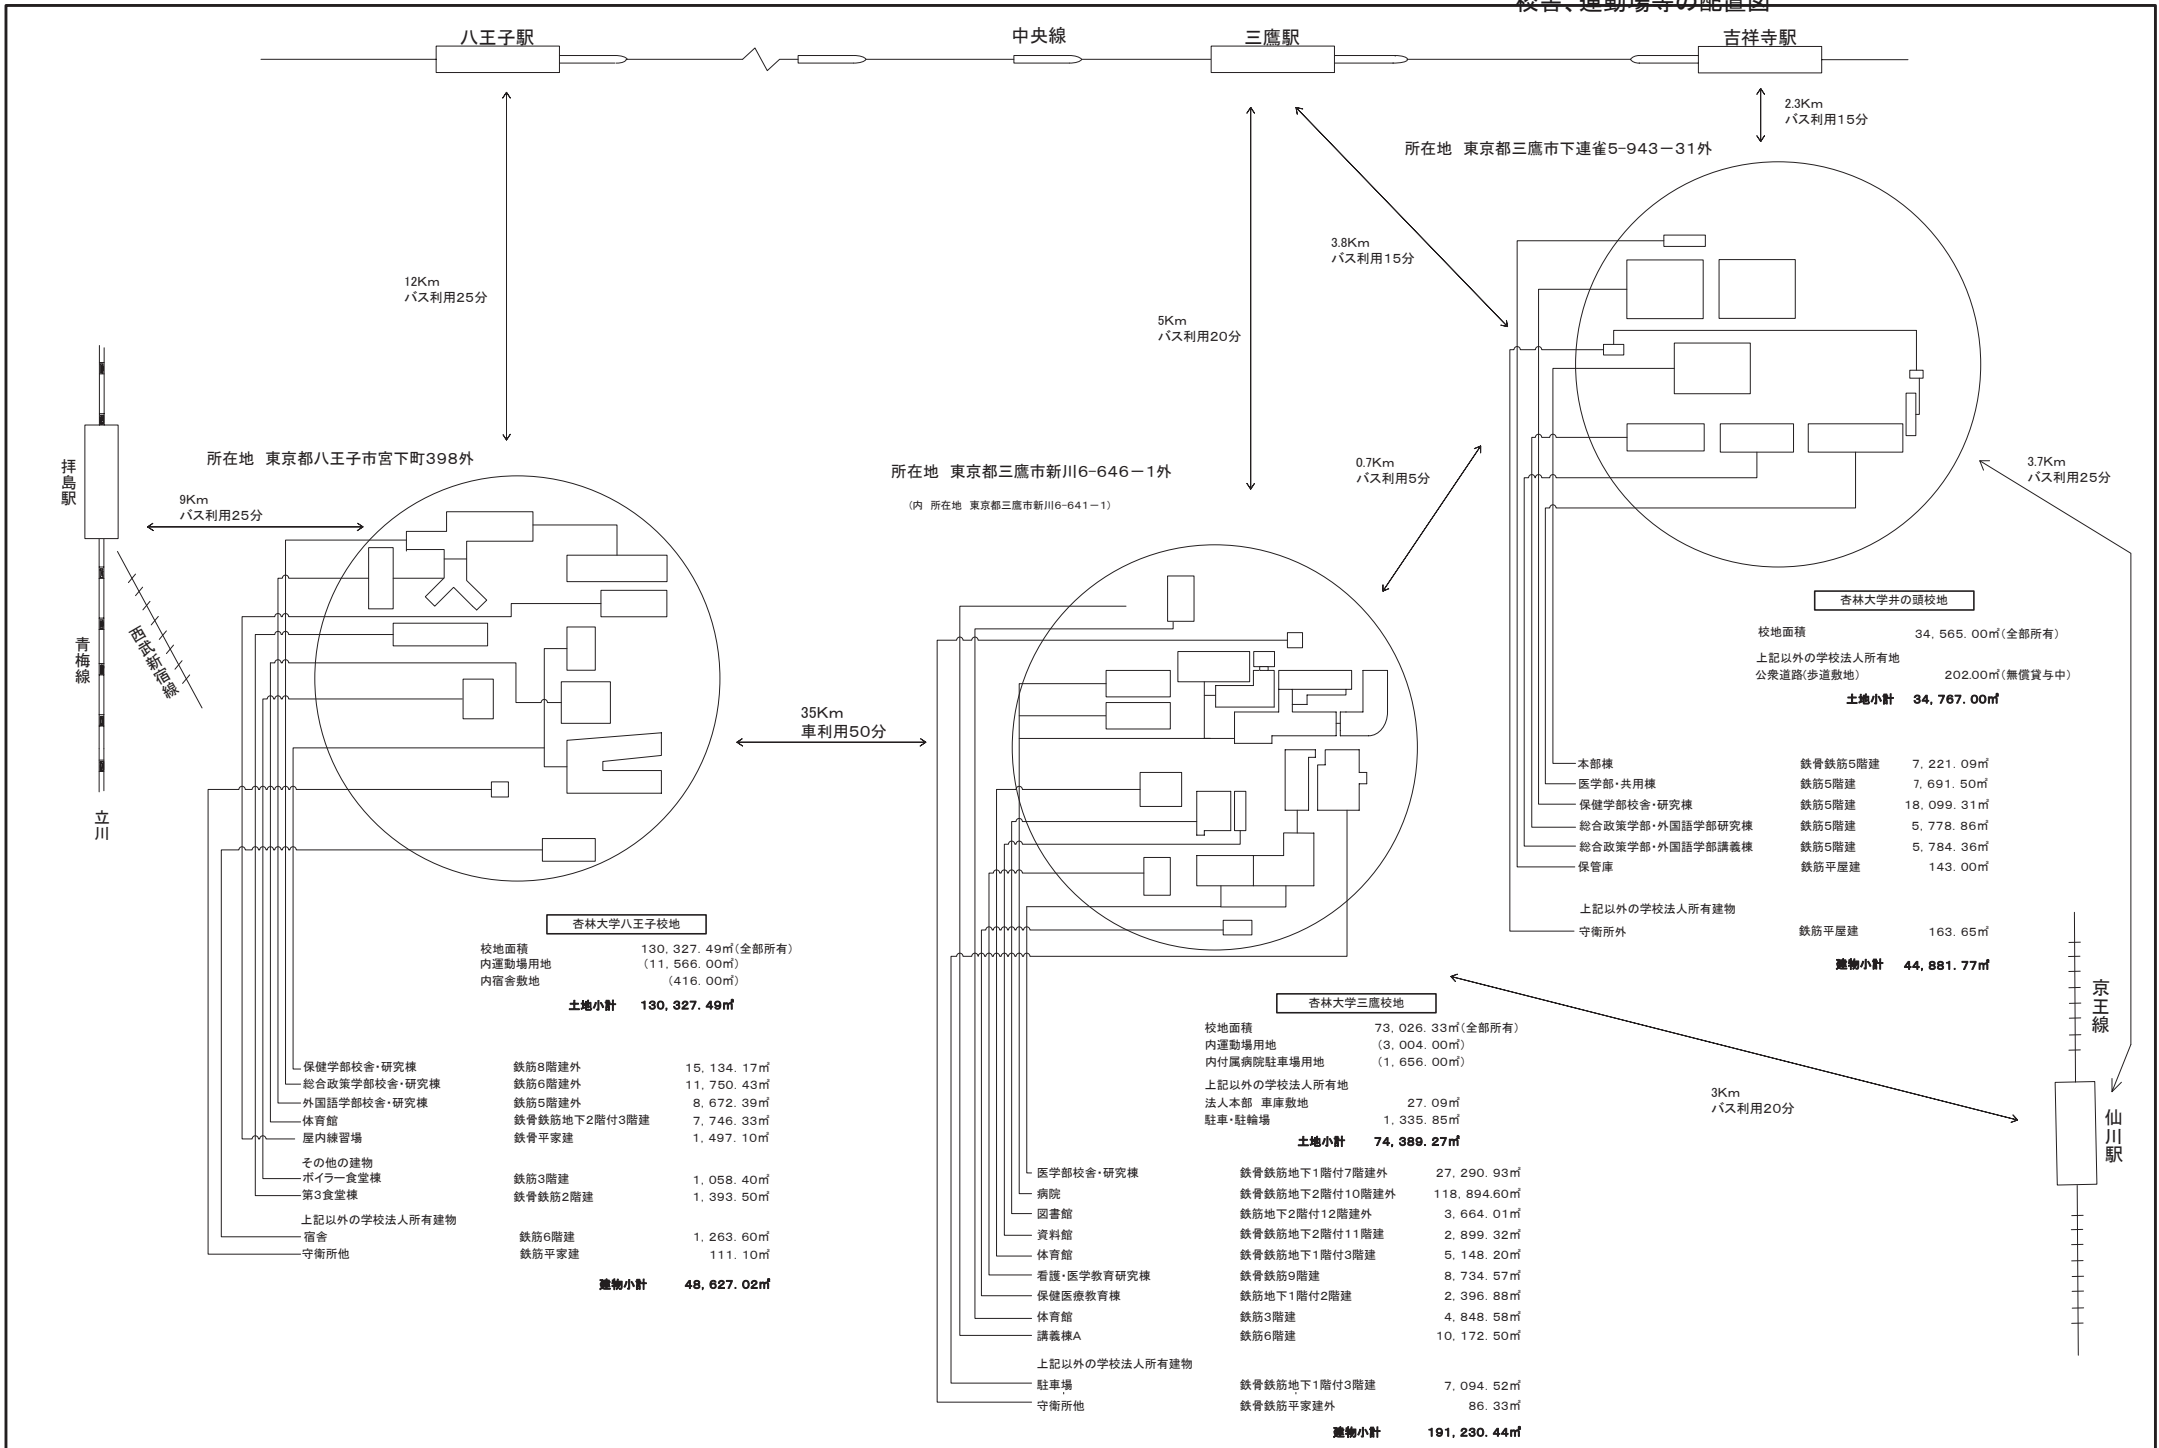 校舎、運動場等の配置図
八王子駅
中央線
三鷹駅
吉祥寺駅
2.3Km
バス利用15分
所在地 東京都三鷹市下連雀5-943－31外
3.8Km
バス利用15分
12Km
バス利用25分
5Km
バス利用20分
拝島駅
青梅線
西武新宿線
立川
所在地 東京都八王子市宮下町398外
9Km
バス利用25分
所在地 東京都三鷹市新川6-646－1外
(内 所在地 東京都三鷹市新川6-641－1)
0.7Km
バス利用5分
3.7Km
バス利用25分
35Km
車利用50分
杏林大学井の頭校地
校地面積 34,565.00㎡(全部所有)
上記以外の学校法人所有地
公衆道路(歩道敷地) 202.00㎡(無償貸与中)
土地小計 34,767.00㎡
本部棟 鉄骨鉄筋5階建 7,221.09㎡
医学部・共用棟 鉄筋5階建 7,691.50㎡
保健学部校舎・研究棟 鉄筋5階建 18,099.31㎡
総合政策学部・外国語学部研究棟 鉄筋5階建 5,778.86㎡
総合政策学部・外国語学部講義棟 鉄筋5階建 5,784.36㎡
保管庫 鉄筋平屋建 143.00㎡
上記以外の学校法人所有建物
守衛所外 鉄筋平屋建 163.65㎡
建物小計 44,881.77㎡
京王線
仙川駅
3Km
バス利用20分
杏林大学八王子校地
校地面積 130,327.49㎡(全部所有)
内運動場用地 (11,566.00㎡)
内宿舎敷地 (416.00㎡)
土地小計 130,327.49㎡
保健学部校舎・研究棟 鉄筋8階建外 15,134.17㎡
総合政策学部校舎・研究棟 鉄筋6階建外 11,750.43㎡
外国語学部校舎・研究棟 鉄筋5階建外 8,672.39㎡
体育館 鉄骨鉄筋地下2階付3階建 7,746.33㎡
屋内練習場 鉄骨平家建 1,497.10㎡
その他の建物
ボイラー食堂棟 鉄筋3階建 1,058.40㎡
第3食堂棟 鉄骨鉄筋2階建 1,393.50㎡
上記以外の学校法人所有建物
宿舎 鉄筋6階建 1,263.60㎡
守衛所他 鉄筋平家建 111.10㎡
建物小計 48,627.02㎡
杏林大学三鷹校地
校地面積 73,026.33㎡(全部所有)
内運動場用地 (3,004.00㎡)
内付属病院駐車場用地 (1,656.00㎡)
上記以外の学校法人所有地
法人本部 車庫敷地 27.09㎡
駐車・駐輪場 1,335.85㎡
土地小計 74,389.27㎡
医学部校舎・研究棟 鉄骨鉄筋地下1階付7階建外 27,290.93㎡
病院 鉄骨鉄筋地下2階付10階建外 118,894.60㎡
図書館 鉄筋地下2階付12階建外 3,664.01㎡
資料館 鉄骨鉄筋地下2階付11階建 2,899.32㎡
体育館 鉄骨鉄筋地下1階付3階建 5,148.20㎡
看護・医学教育研究棟 鉄骨鉄筋9階建 8,734.57㎡
保健医療教育棟 鉄筋地下1階付2階建 2,396.88㎡
体育館 鉄筋3階建 4,848.58㎡
講義棟A 鉄筋6階建 10,172.50㎡
上記以外の学校法人所有建物
駐車場 鉄骨鉄筋地下1階付3階建 7,094.52㎡
守衛所他 鉄骨鉄筋平家建外 86.33㎡
建物小計 191,230.44㎡